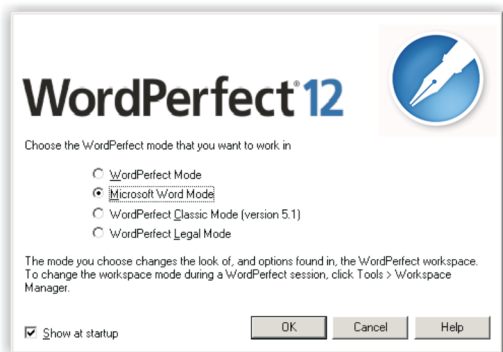 WordPerfect® 12
Choose the WordPerfect mode that you want to work in
WordPerfect Mode
Microsoft Word Mode
WordPerfect Classic Mode (version 5.1)
WordPerfect Legal Mode
The mode you choose changes the look of, and options found in, the WordPerfect workspace.
To change the workspace mode during a WordPerfect session, click Tools > Workspace
Manager.
Show at startup
OK
Cancel
Help